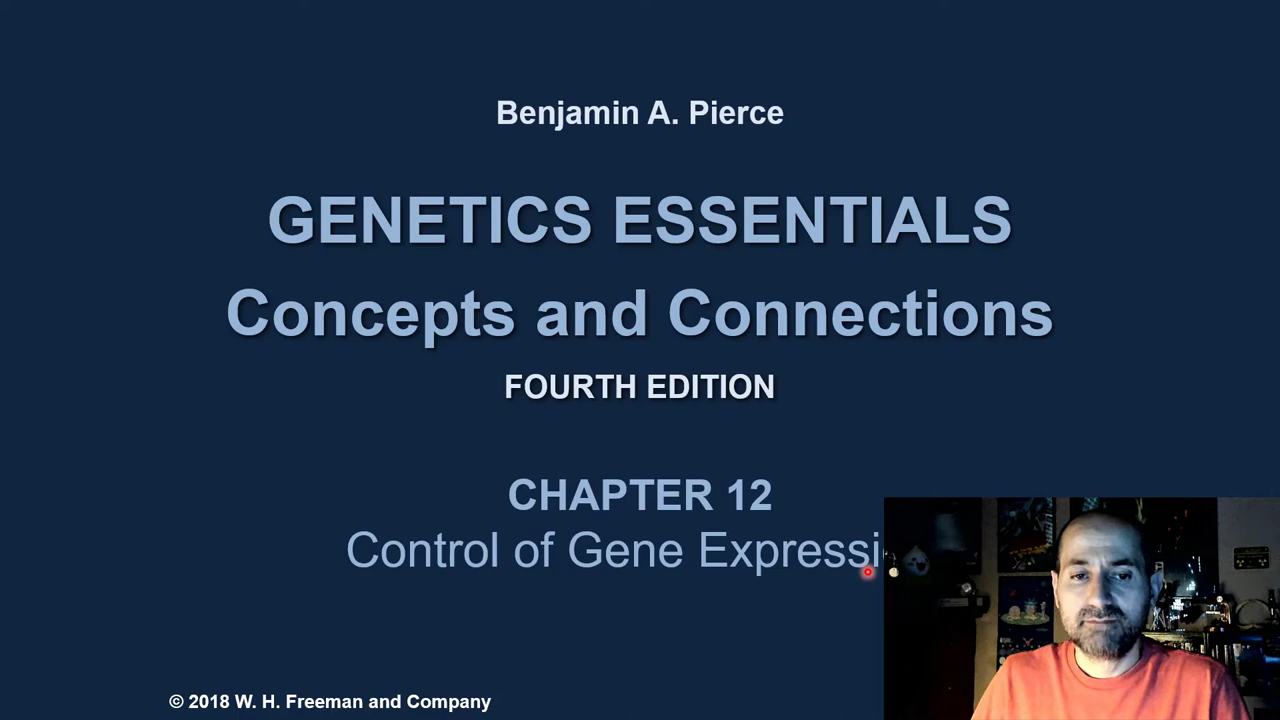 Benjamin A. Pierce
GENETICS ESSENTIALS
Concepts and Connections
FOURTH EDITION
CHAPTER 12
Control of Gene Expressi
© 2018 W. H. Freeman and Company